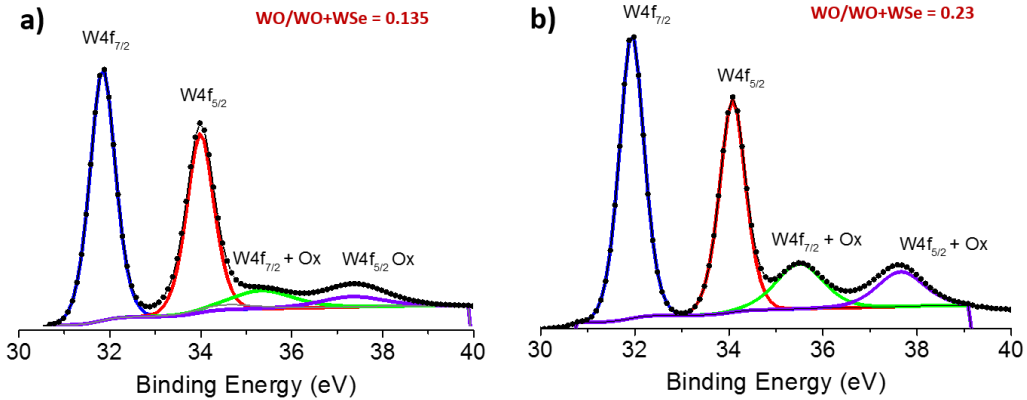 a)
WO/WO+WSe = 0.135
W4f7/2
W4f5/2
W4f7/2 + Ox
W4f5/2 Ox
30 32 34 36 38 40
Binding Energy (eV)
b)
WO/WO+WSe = 0.23
W4f7/2
W4f5/2
W4f7/2 + Ox
W4f5/2 + Ox
30 32 34 36 38 40
Binding Energy (eV)